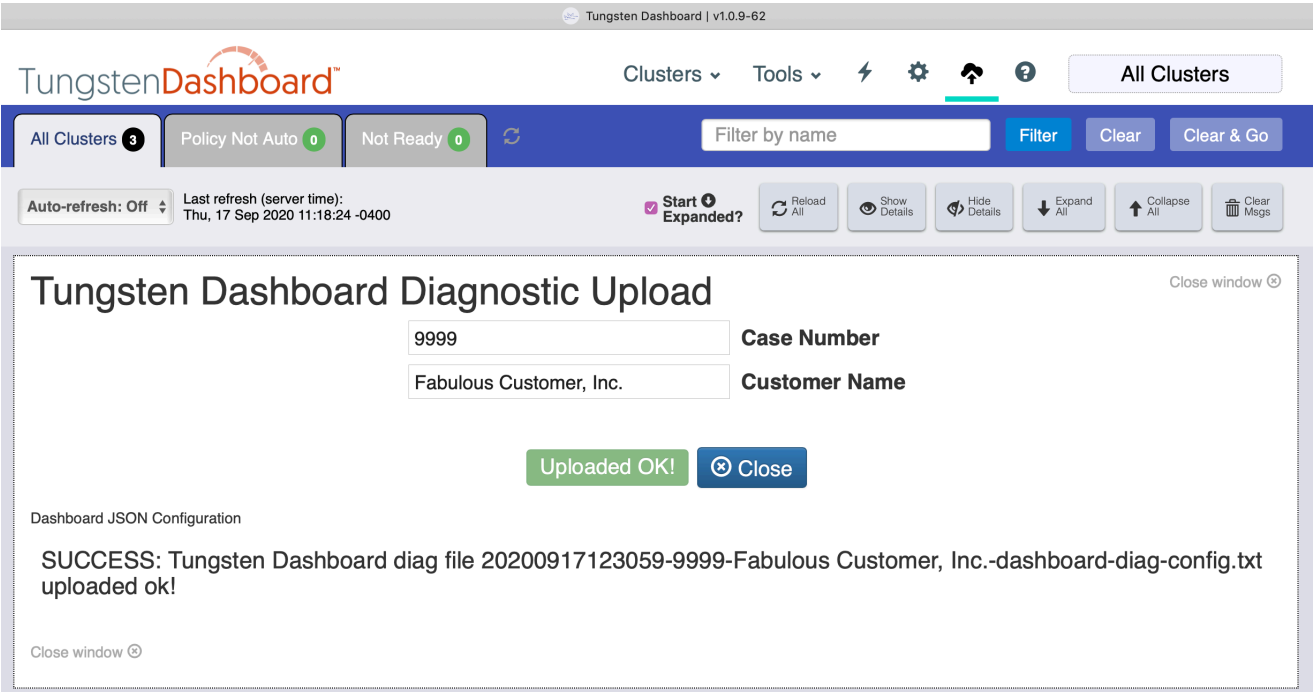 Tungsten Dashboard | v1.0.9-62
TungstenDashboard™
Clusters
Tools
All Clusters
All Clusters 3
Policy Not Auto 0
Not Ready 0
Filter by name
Filter
Clear
Clear & Go
Auto-refresh: Off
Last refresh (server time):
Thu, 17 Sep 2020 11:18:24 -0400
Start
Expanded?
Reload
All
Show
Details
Hide
Details
Expand
All
Collapse
All
Clear
Msgs
Tungsten Dashboard Diagnostic Upload
Close window
9999
Case Number
Fabulous Customer, Inc.
Customer Name
Uploaded OK!
Close
Dashboard JSON Configuration
SUCCESS: Tungsten Dashboard diag file 20200917123059-9999-Fabulous Customer, Inc.-dashboard-diag-config.txt
uploaded ok!
Close window